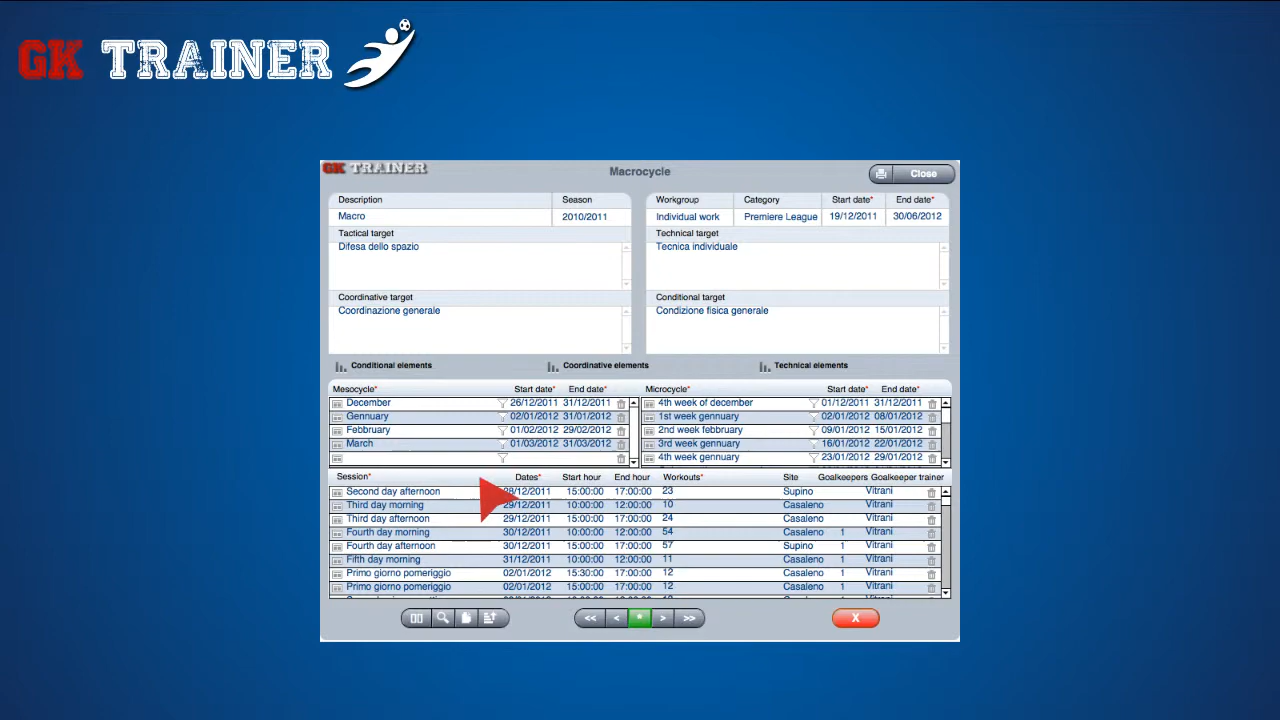 GK TRAINER
GK TRAINER
Macrocycle
Close
Description Season
Macro 2010/2011
Workgroup Category Start date* End date*
Individual work Premiere League 19/12/2011 30/06/2012
Tactical target
Difesa dello spazio
Technical target
Tecnica individuale
Coordinative target
Coordinazione generale
Conditional target
Condizione fisica generale
Conditional elements Coordinative elements Technical elements
Mesocycle* Start date* End date*
December 26/12/2011 31/12/2011
Gennuary 02/01/2012 31/01/2012
Febbruary 01/02/2012 29/02/2012
March 01/03/2012 31/03/2012
Microcycle* Start date* End date*
4th week of december 01/12/2011 31/12/2011
1st week gennuary 02/01/2012 08/01/2012
2nd week febbruary 09/01/2012 15/01/2012
3rd week gennuary 16/01/2012 22/01/2012
4th week gennuary 23/01/2012 29/01/2012
Session* Dates* Start hour End hour Workouts* Site Goalkeepers Goalkeeper trainer
Second day afternoon 28/12/2011 15:00:00 17:00:00 23 Supino Vitrani
Third day morning 29/12/2011 10:00:00 12:00:00 10 Casaleno Vitrani
Third day afternoon 29/12/2011 15:00:00 17:00:00 24 Casaleno Vitrani
Fourth day morning 30/12/2011 10:00:00 12:00:00 54 Casaleno 1 Vitrani
Fourth day afternoon 30/12/2011 15:00:00 17:00:00 57 Supino 1 Vitrani
Fifth day morning 31/12/2011 10:00:00 12:00:00 11 Casaleno 1 Vitrani
Primo giorno pomeriggio 02/01/2012 15:30:00 17:00:00 12 Casaleno 1 Vitrani
Primo giorno pomeriggio 02/01/2012 15:00:00 17:00:00 12 Casaleno 1 Vitrani
<< < * > >>
X